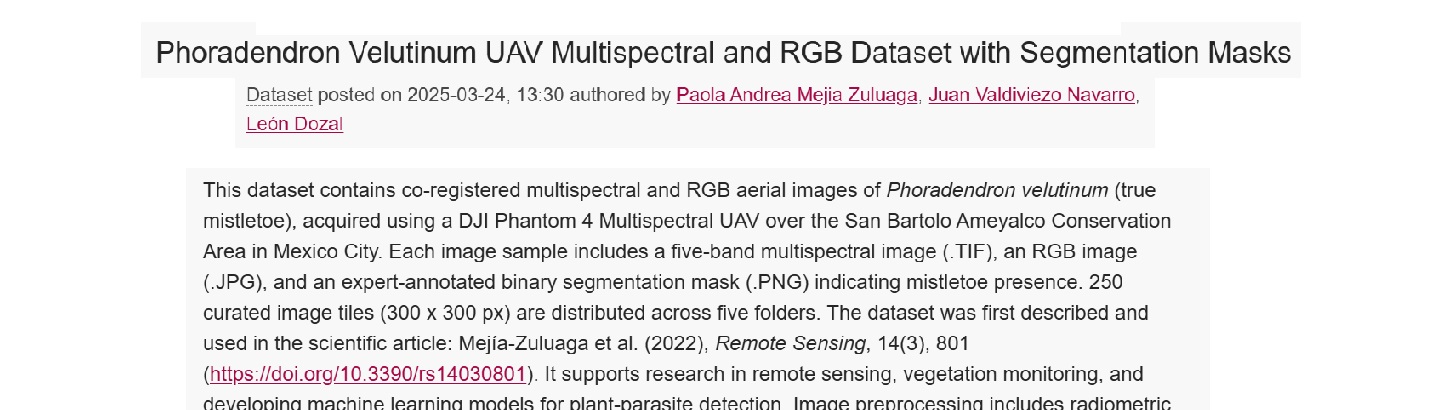 Phoradendron Velutinum UAV Multispectral and RGB Dataset with Segmentation Masks
Dataset posted on 2025-03-24, 13:30 authored by Paola Andrea Mejia Zuluaga, Juan Valdiviezo Navarro,
León Dozal
This dataset contains co-registered multispectral and RGB aerial images of Phoradendron velutinum (true
mistletoe), acquired using a DJI Phantom 4 Multispectral UAV over the San Bartolo Ameyalco Conservation
Area in Mexico City. Each image sample includes a five-band multispectral image (.TIF), an RGB image
(.JPG), and an expert-annotated binary segmentation mask (.PNG) indicating mistletoe presence. 250
curated image tiles (300 x 300 px) are distributed across five folders. The dataset was first described and
used in the scientific article: Mejía-Zuluaga et al. (2022), Remote Sensing, 14(3), 801
(https://doi.org/10.3390/rs14030801). It supports research in remote sensing, vegetation monitoring, and
developing machine learning models for plant-parasite detection. Image preprocessing includes radiometric